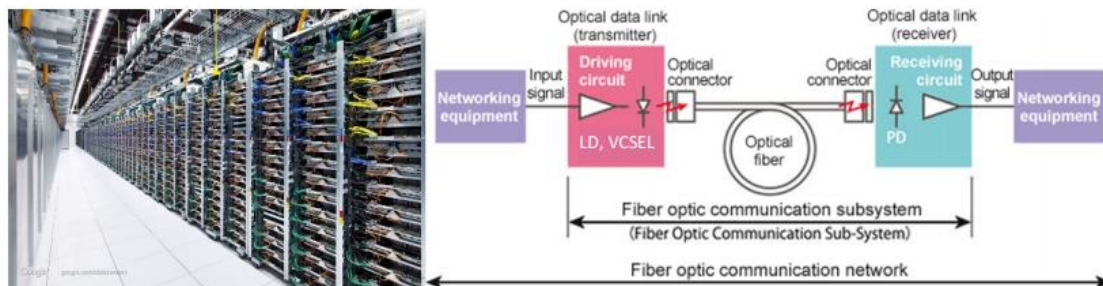 Optical data link
(transmitter)
Optical data link
(receiver)
Driving
circuit
Optical
connector
Optical
connector
Receiving
circuit
Input
signal
Output
signal
Networking
equipment
Networking
equipment
LD, VCSEL
Optical
fiber
PD
Fiber optic communication subsystem
(Fiber Optic Communication Sub-System)
Fiber optic communication network
Google